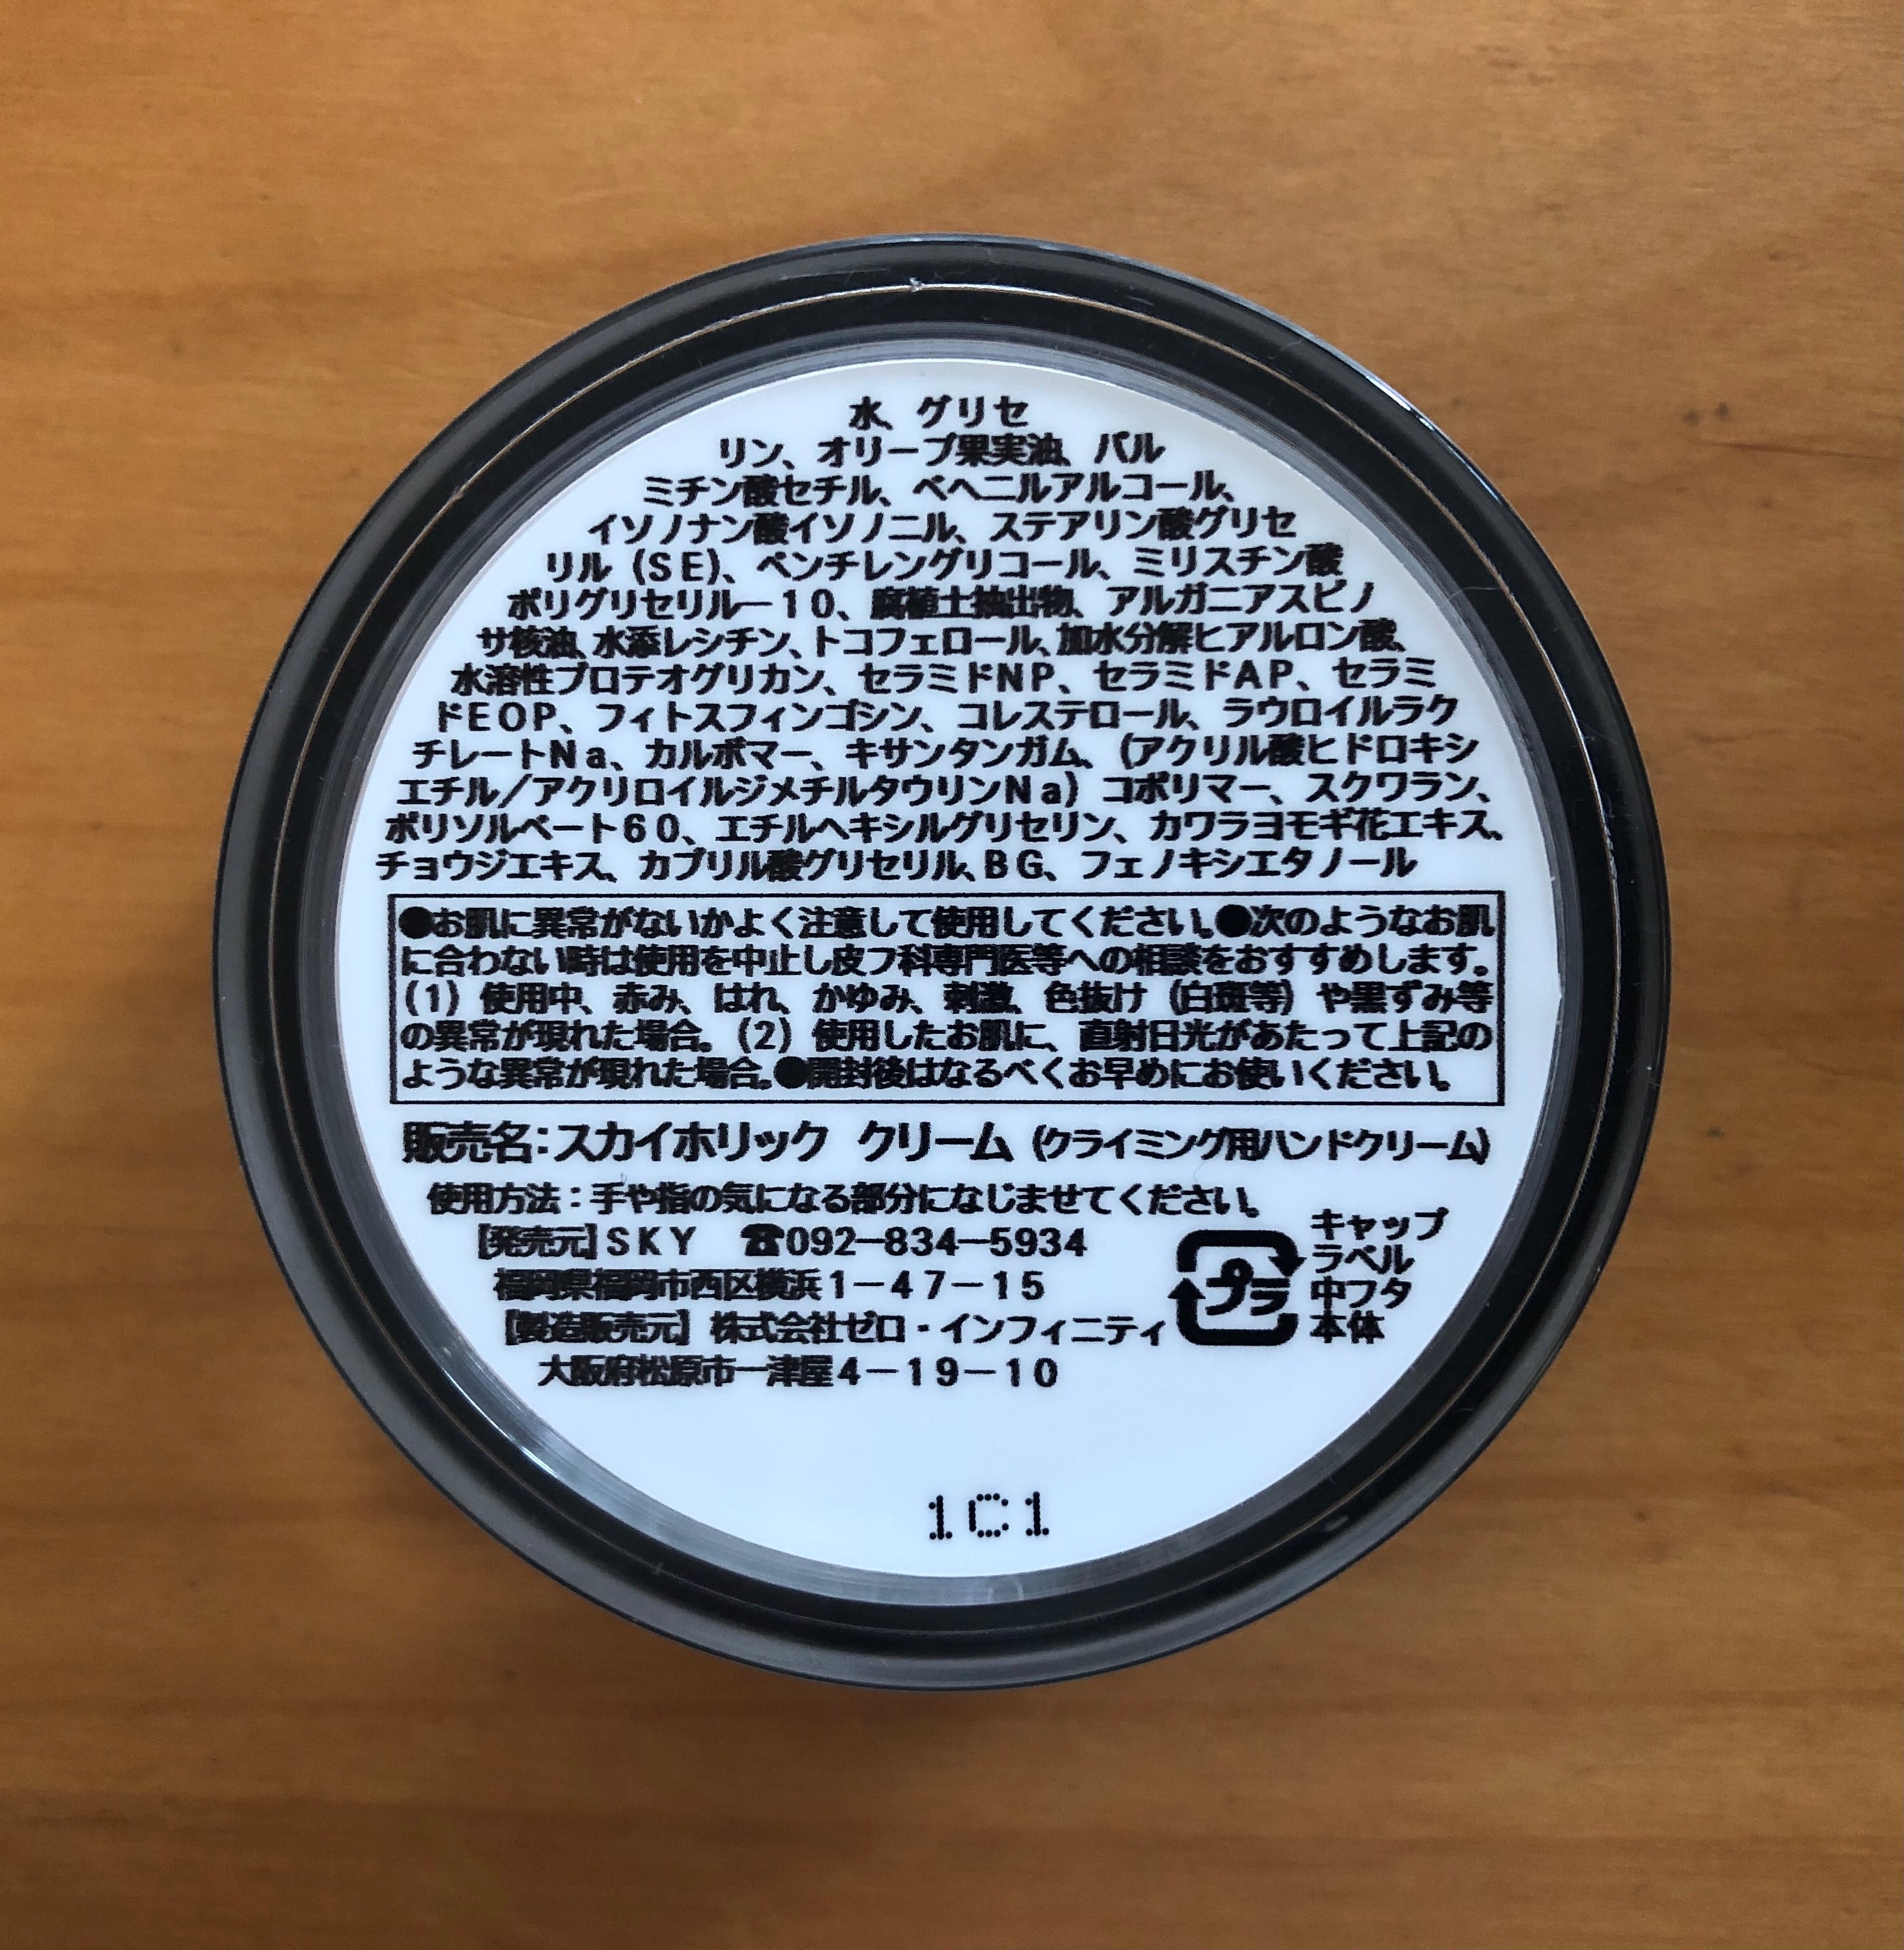 水、グリセ
リン、オリーブ果実油、パル
ミチン酸セチル、ベヘニルアルコール、
イソノナン酸イソノニル、ステアリン酸グリセ
リル（SE）、ペンチレングリコール、ミリスチン酸
ポリグリセリル－10、腐植土抽出物、アルガニアスピノ
サ核油、水添レシチン、トコフェロール、加水分解ヒアルロン酸、
水溶性プロテオグリカン、セラミドNP、セラミドAP、セラミ
ドEOP、フィトスフィンゴシン、コレステロール、ラウロイルラク
チレートNa、カルボマー、キサンタンガム、（アクリル酸ヒドロキシ
エチル／アクリロイルジメチルタウリンNa）コポリマー、スクワラン、
ポリソルベート60、エチルヘキシルグリセリン、カワラヨモギ花エキス、
チョウジエキス、カプリル酸グリセリル、BG、フェノキシエタノール
●お肌に異常がないかよく注意して使用してください。●次のようなお肌
に合わない時は使用を中止し皮フ科専門医等への相談をおすすめします。
（1）使用中、赤み、はれ、かゆみ、刺激、色抜け（白斑等）や黒ずみ等
の異常が現れた場合。（2）使用したお肌に、直射日光があたって上記の
ような異常が現れた場合。●開封後はなるべくお早めにお使いください。
販売名：スカイホリック クリーム（クライミング用ハンドクリーム）
使用方法：手や指の気になる部分になじませてください。
［発売元］SKY ☎092－834－5934
福岡県福岡市西区横浜1－47－15
【製造販売元】株式会社ゼロ・インフィニティ
大阪府松原市一津屋4－19－10
プラ
キャップ
ラベル
中フタ
本体
1C1